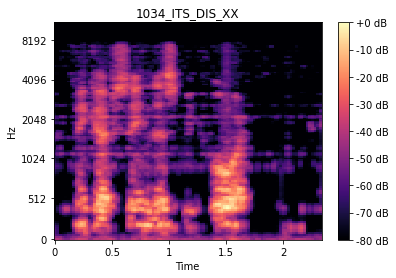 1034_ITS_DIS_XX
+0 dB
8192
-10 dB
4096
-20 dB
-30 dB
2048
Hz
-40 dB
1024
-50 dB
512
-60 dB
-70 dB
0
-80 dB
0 0.5 1 1.5 2
Time